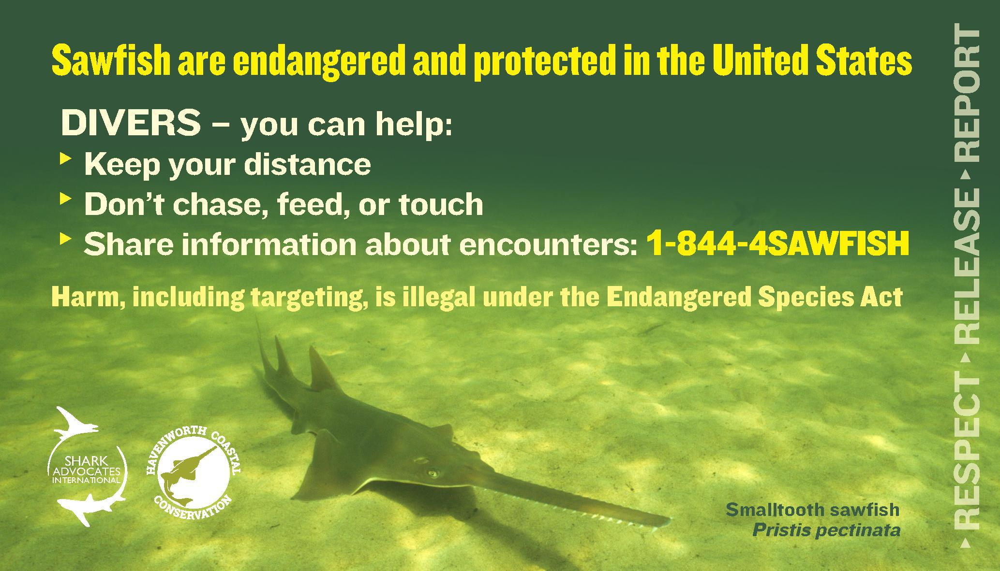 Sawfish are endangered and protected in the United States
DIVERS – you can help:
Keep your distance
Don't chase, feed, or touch
Share information about encounters: 1-844-4SAWFISH
Harm, including targeting, is illegal under the Endangered Species Act
SHARK
ADVOCATES
INTERNATIONAL
HAVENWORTH COASTAL
CONSERVATION
Smalltooth sawfish
Pristis pectinata
RESPECT ▸ RELEASE ▸ REPORT